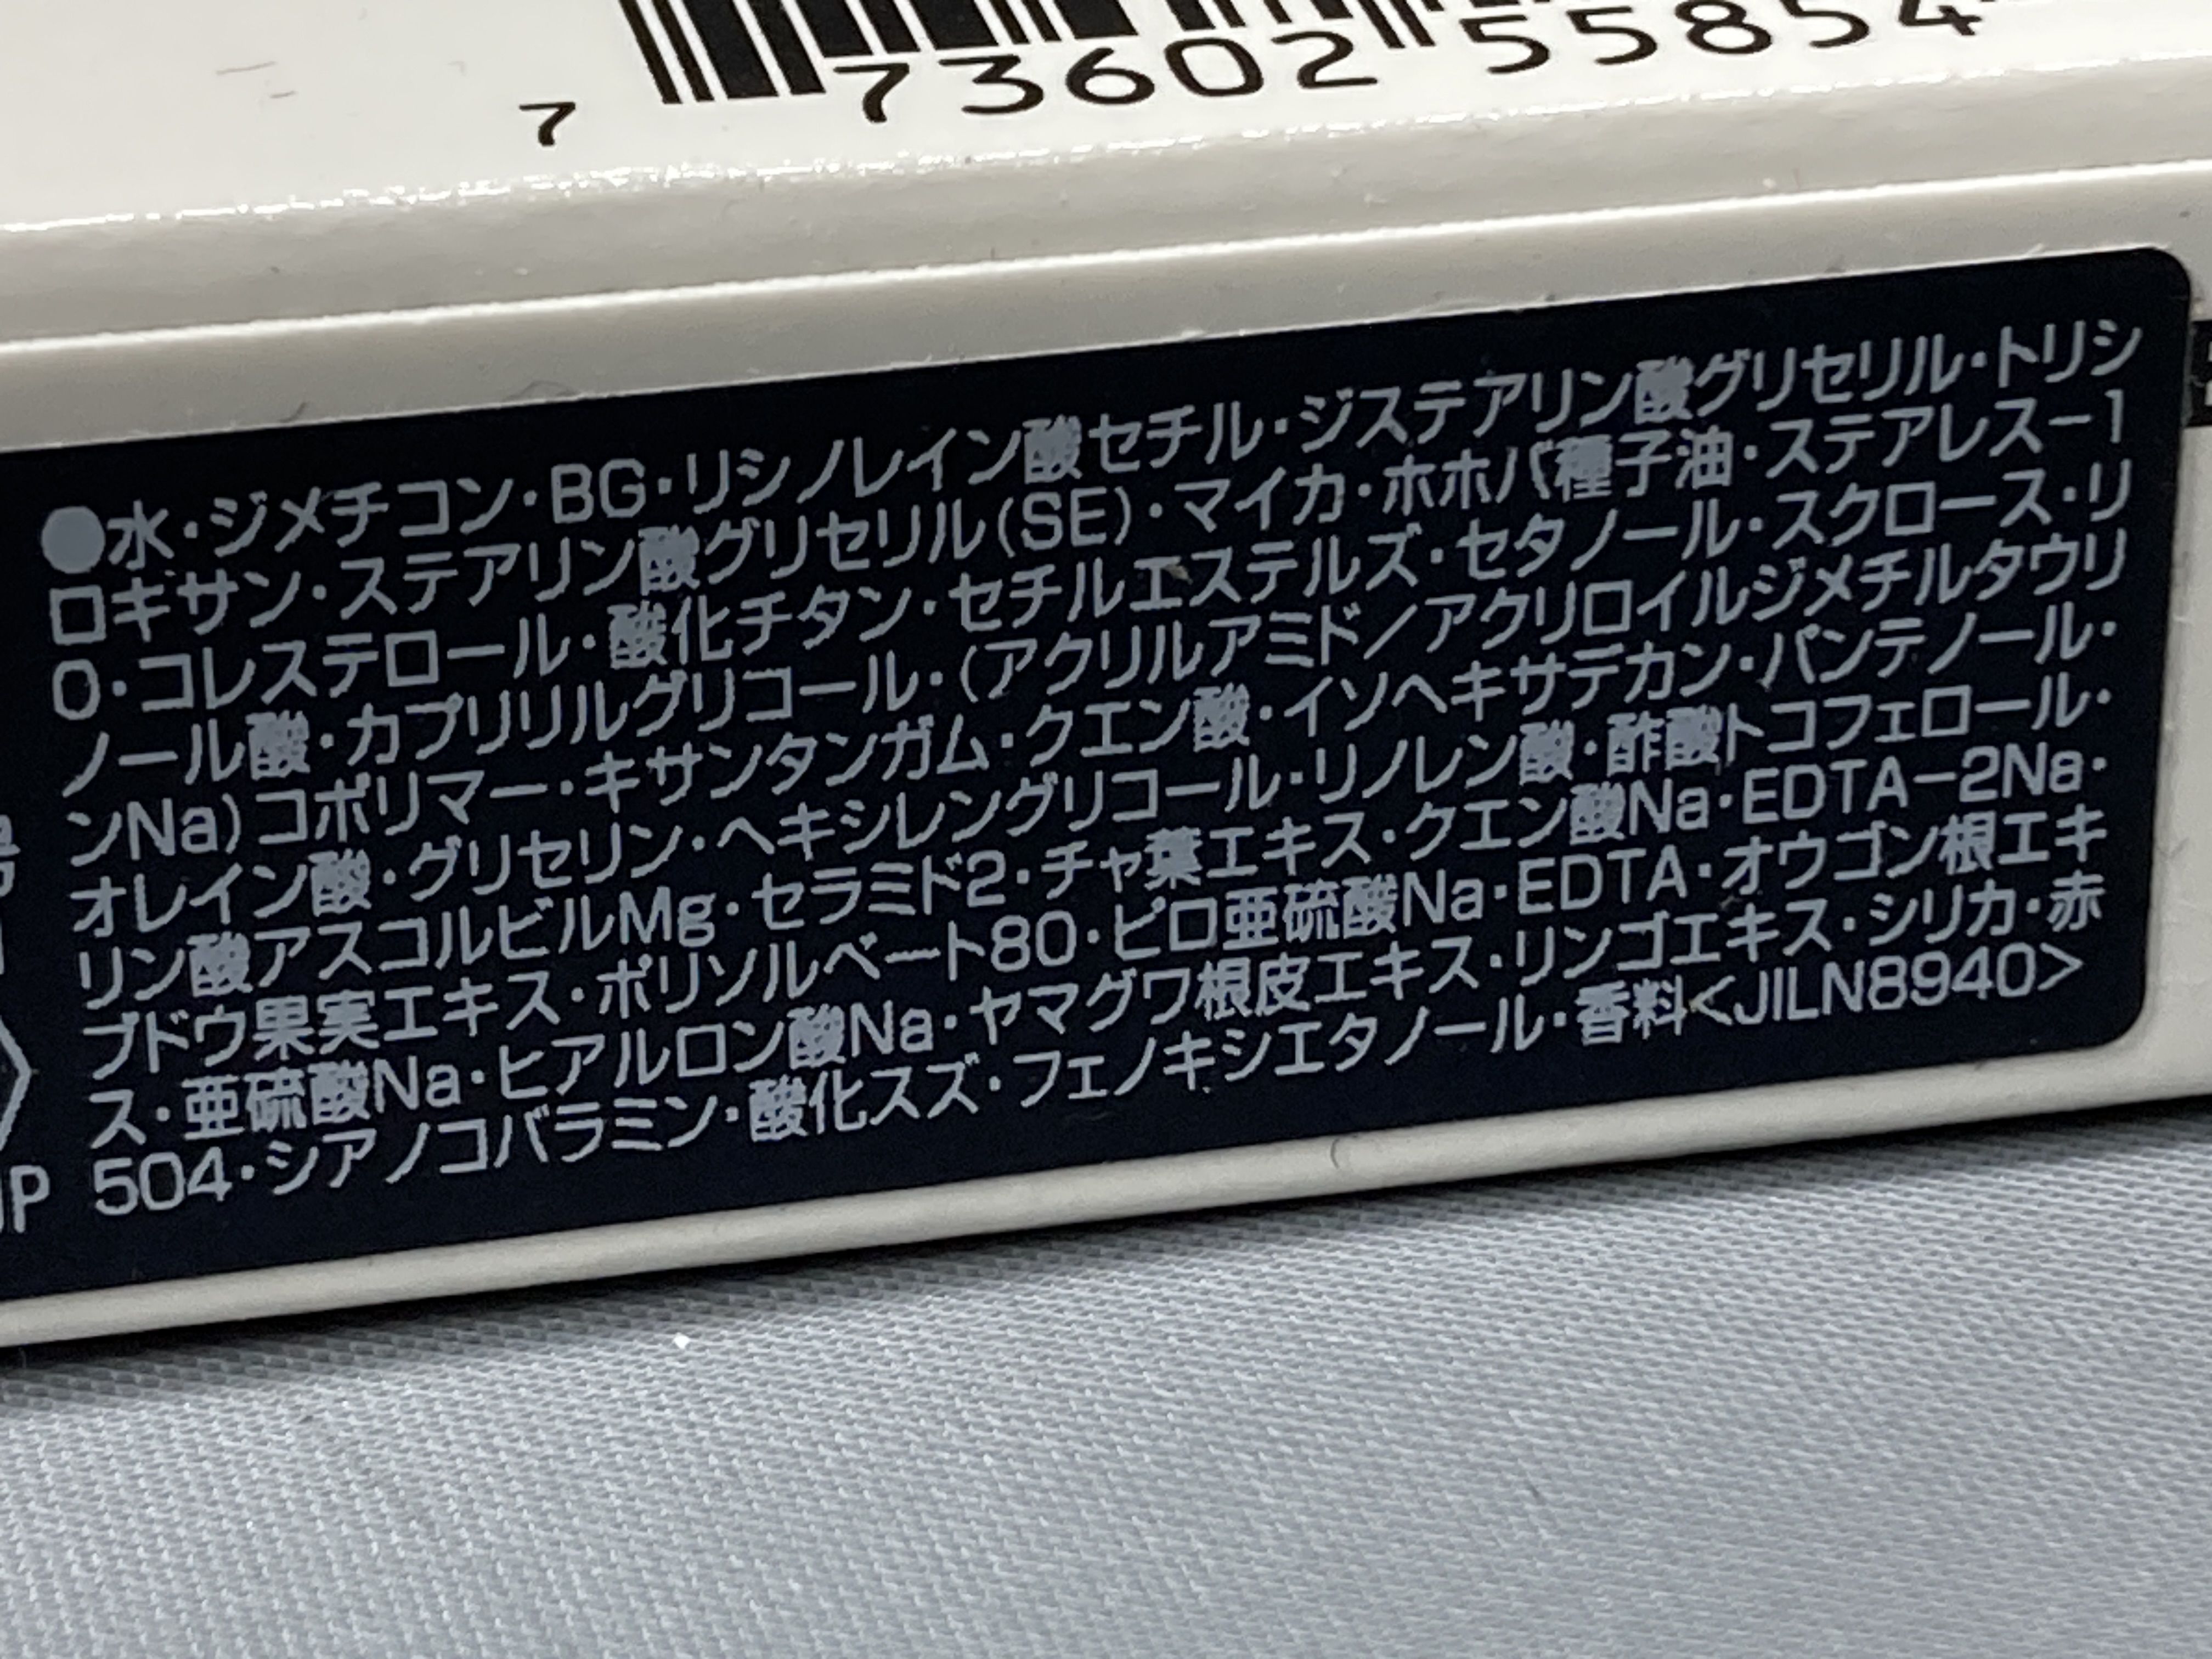 7 73602 55854
●水・ジメチコン・BG・リシノレイン酸セチル・ジステアリン酸グリセリル・トリシ
ロキサン・ステアリン酸グリセリル(SE)・マイカ・ホホバ種子油・ステアレス－1
0・コレステロール・酸化チタン・セチルエステルズ・セタノール・スクロース・リ
ノール酸・カプリリルグリコール・(アクリルアミド／アクリロイルジメチルタウリ
ンNa)コポリマー・キサンタンガム・クエン酸・イソヘキサデカン・パンテノール・
オレイン酸・グリセリン・ヘキシレングリコール・リノレン酸・酢酸トコフェロール・
リン酸アスコルビルMg・セラミド2・チャ葉エキス・クエン酸Na・EDTA－2Na・
ブドウ果実エキス・ポリソルベート80・ピロ亜硫酸Na・EDTA・オウゴン根エキ
ス・亜硫酸Na・ヒアルロン酸Na・ヤマグワ根皮エキス・リンゴエキス・シリカ・赤
504・シアノコバラミン・酸化スズ・フェノキシエタノール・香料<JILN8940>